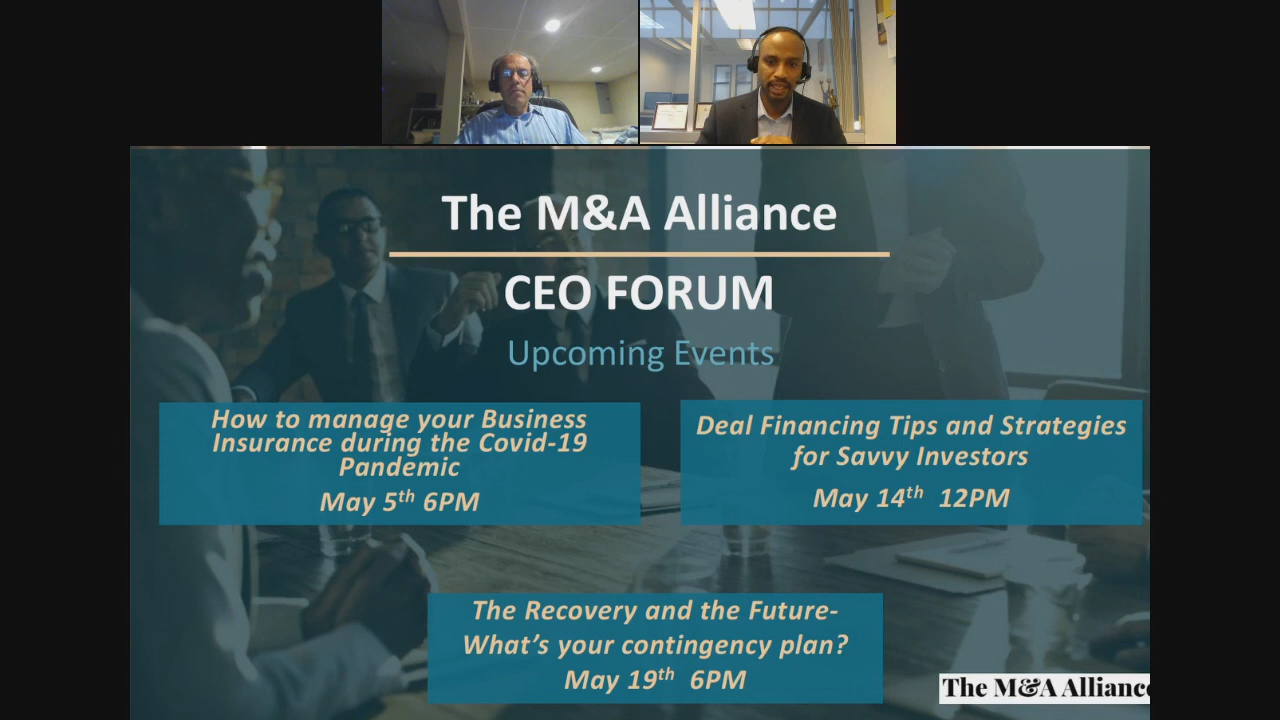 The M&A Alliance
CEO FORUM
Upcoming Events
How to manage your Business
Insurance during the Covid-19
Pandemic
May 5th 6PM
Deal Financing Tips and Strategies
for Savvy Investors
May 14th 12PM
The Recovery and the Future-
What's your contingency plan?
May 19th 6PM
The M&A Alliance